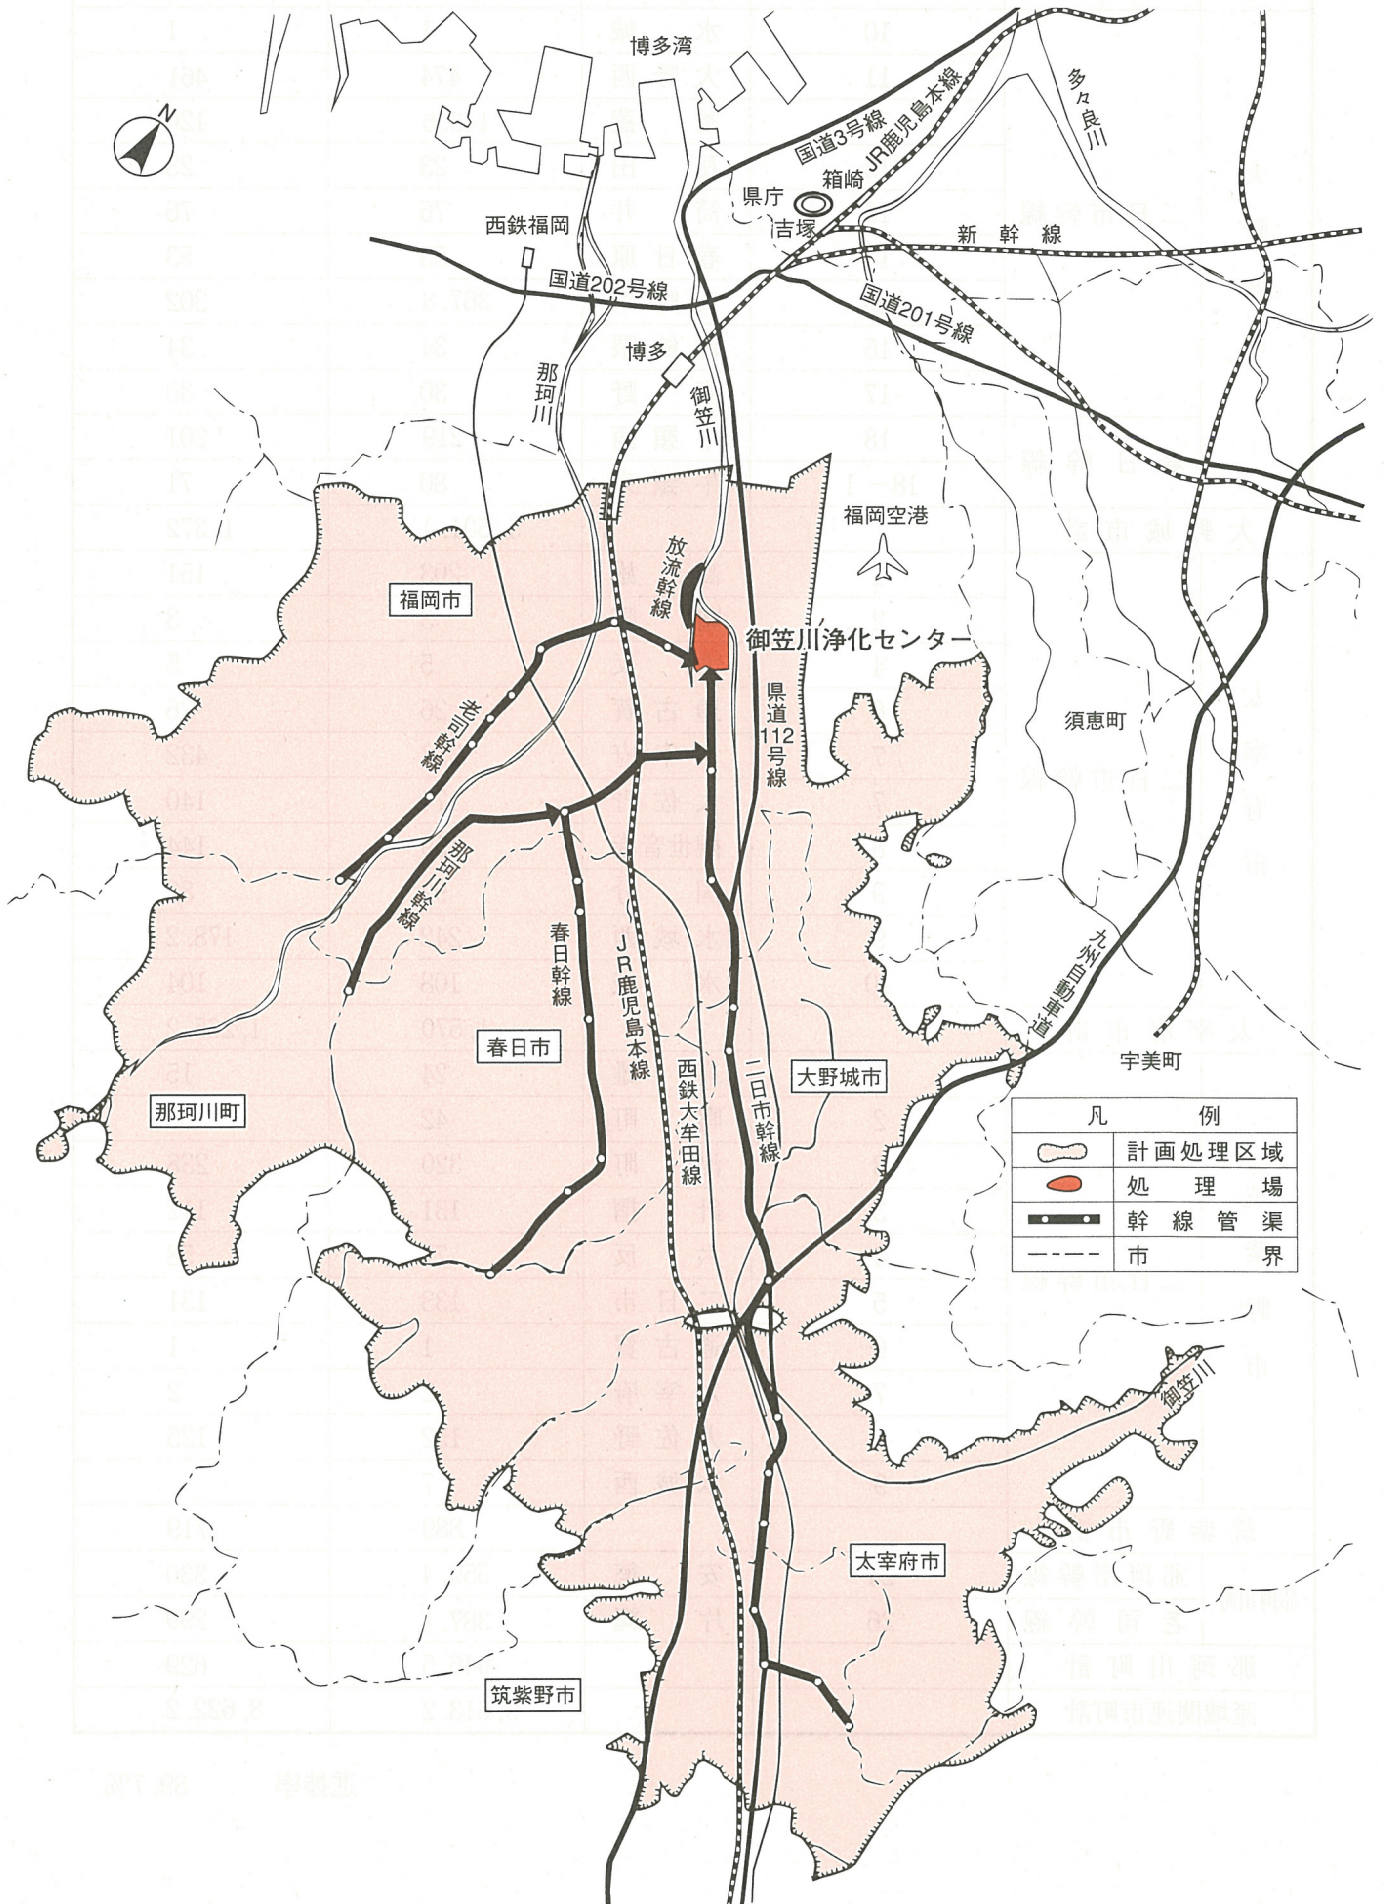 博多湾
N
多々良川
国道3号線
JR鹿児島本線
県庁
箱崎
吉塚
西鉄福岡
新幹線
国道202号線
国道201号線
博多
那珂川
御笠川
福岡空港
放流幹線
福岡市
御笠川浄化センター
県道112号線
須恵町
老司幹線
那珂川幹線
春日幹線
JR鹿児島本線
九州自動車道
春日市
西鉄大牟田線
二日市幹線
大野城市
宇美町
那珂川町
凡例
計画処理区域
処理場
幹線管渠
市界
御笠川
太宰府市
筑紫野市